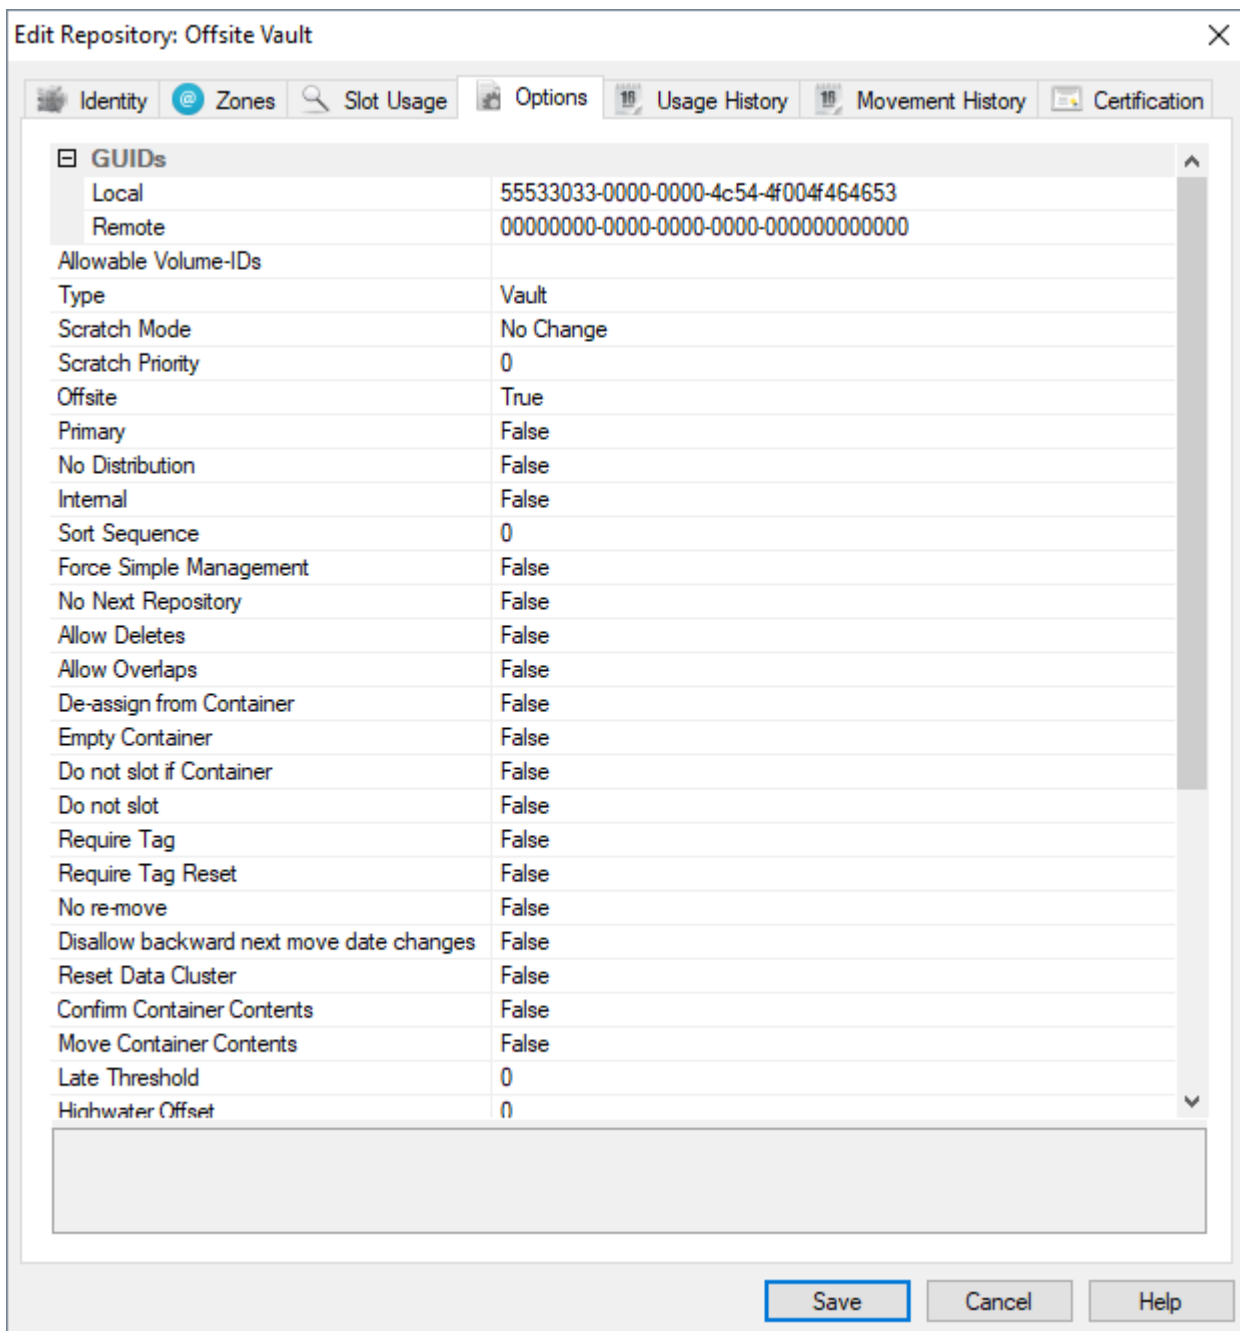 Edit Repository: Offsite Vault
Identity Zones Slot Usage Options 16 Usage History 16 Movement History Certification
GUIDs
Local 55533033-0000-0000-4c54-4f004f464653
Remote 00000000-0000-0000-0000-000000000000
Allowable Volume-IDs
Type Vault
Scratch Mode No Change
Scratch Priority 0
Offsite True
Primary False
No Distribution False
Internal False
Sort Sequence 0
Force Simple Management False
No Next Repository False
Allow Deletes False
Allow Overlaps False
De-assign from Container False
Empty Container False
Do not slot if Container False
Do not slot False
Require Tag False
Require Tag Reset False
No re-move False
Disallow backward next move date changes False
Reset Data Cluster False
Confirm Container Contents False
Move Container Contents False
Late Threshold 0
Highwater Offset 0
Save Cancel Help